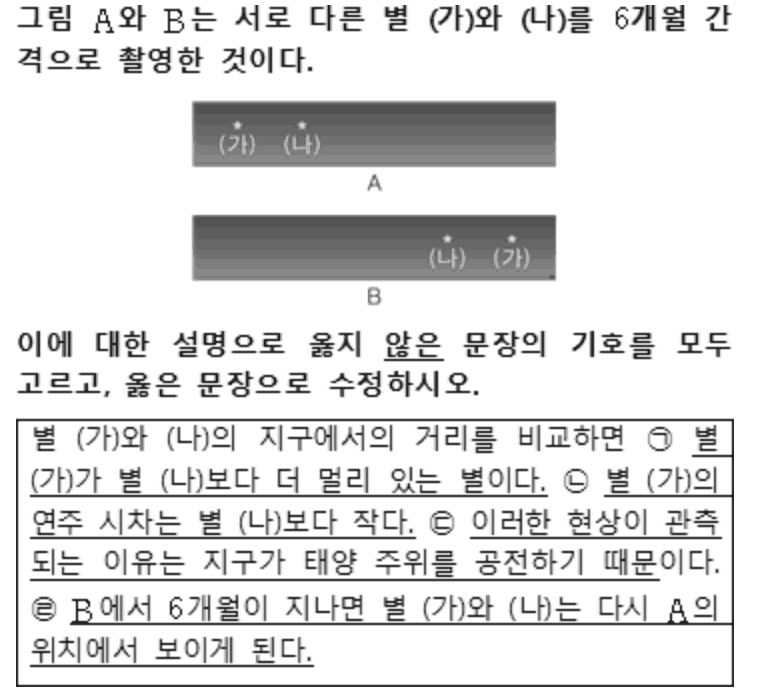 그림 A와 B는 서로 다른 별 (가)와 (나)를 6개월 간
격으로 촬영한 것이다.
(가) (나)
A
(나) (가)
B
이에 대한 설명으로 옳지 않은 문장의 기호를 모두
고르고, 옳은 문장으로 수정하시오.
별 (가)와 (나)의 지구에서의 거리를 비교하면 ㉠ 별
(가)가 별 (나)보다 더 멀리 있는 별이다. ㉡ 별 (가)의
연주 시차는 별 (나)보다 작다. ㉢ 이러한 현상이 관측
되는 이유는 지구가 태양 주위를 공전하기 때문이다.
㉣ B에서 6개월이 지나면 별 (가)와 (나)는 다시 A의
위치에서 보이게 된다.